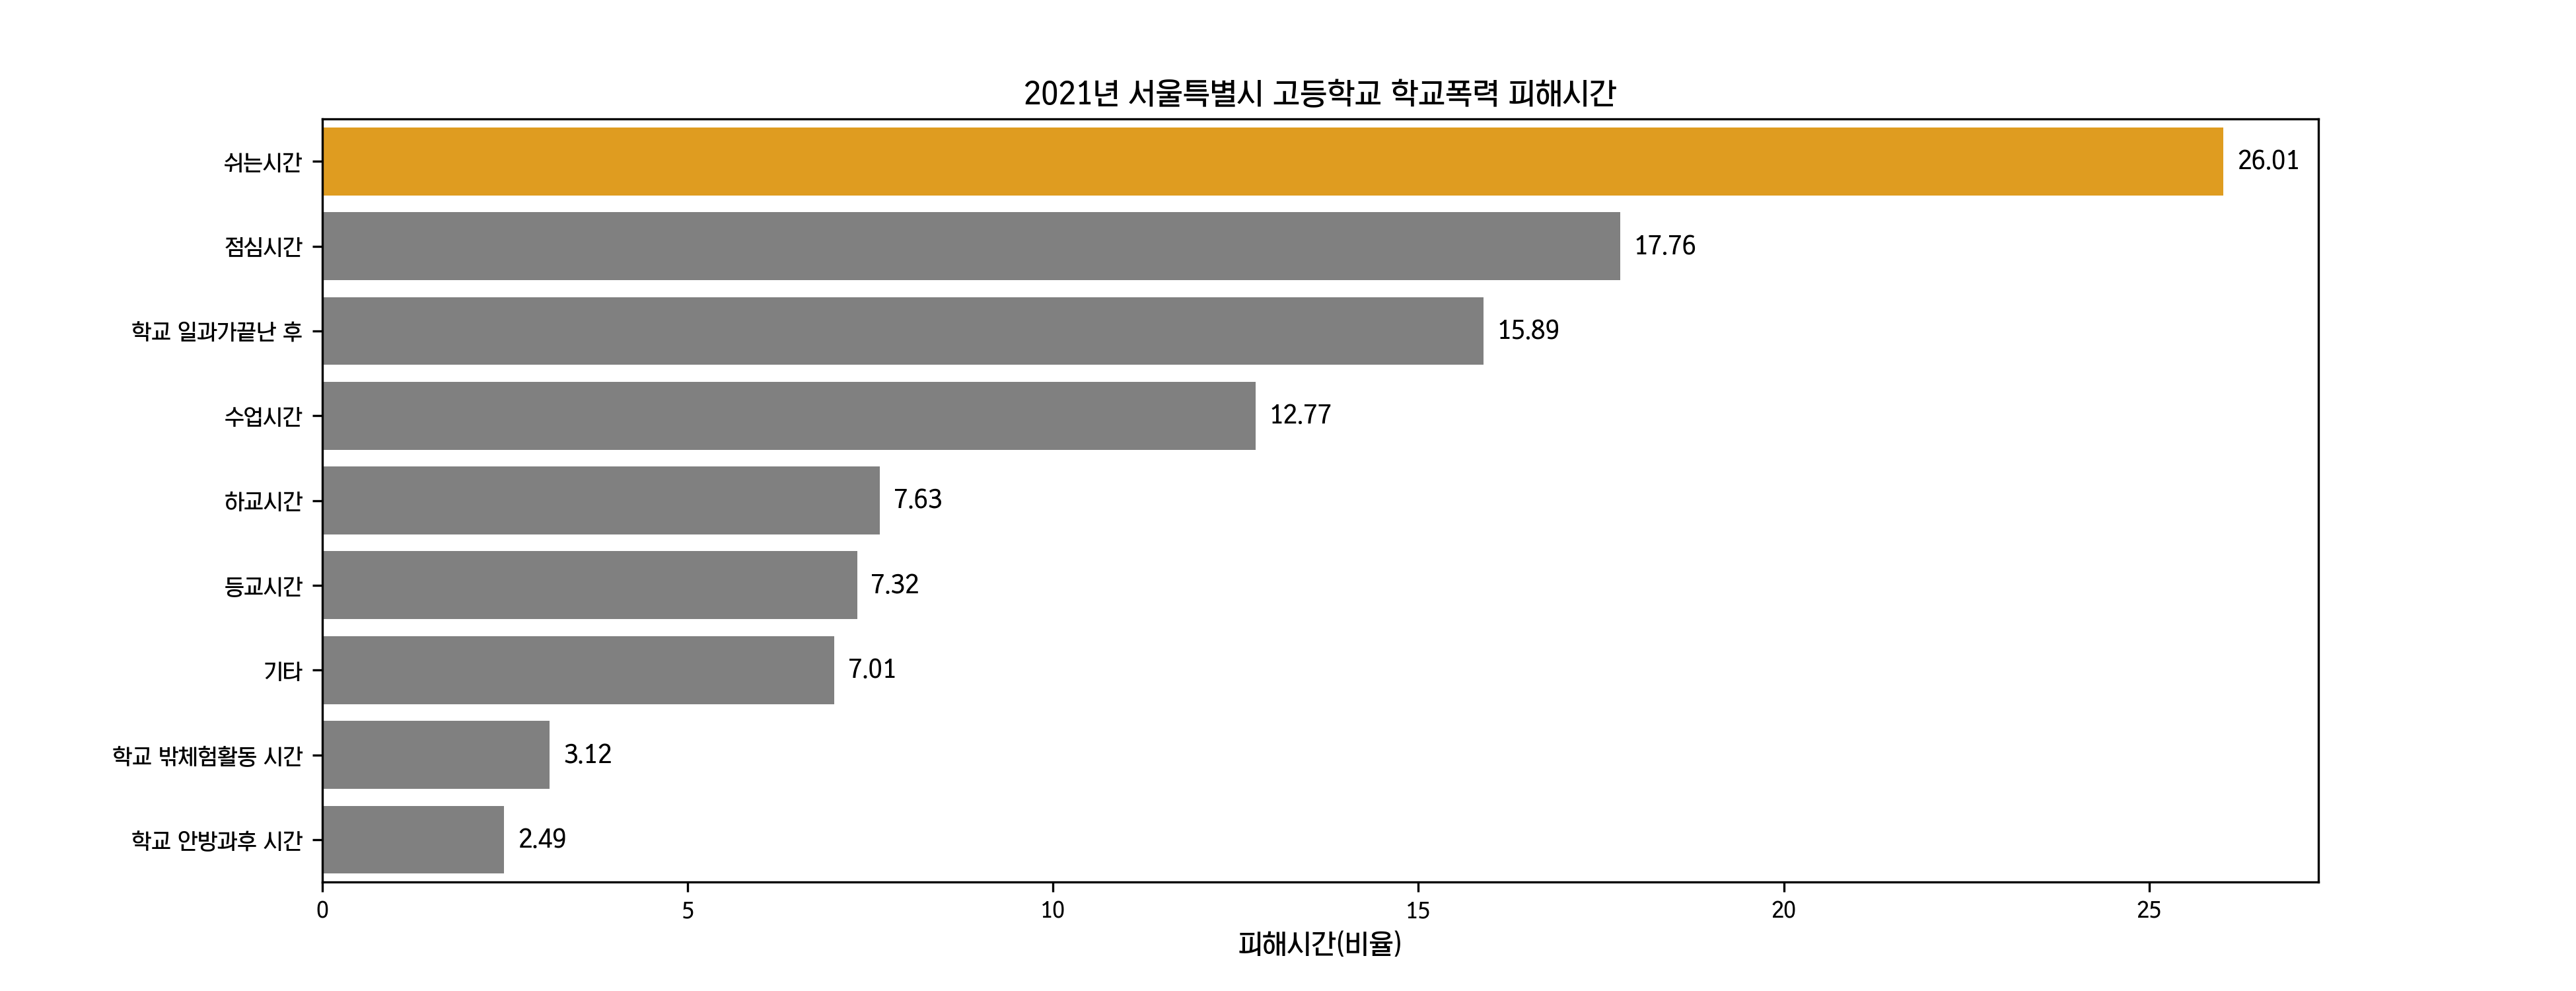 2021년 서울특별시 고등학교 학교폭력 피해시간
쉬는시간 26.01
점심시간 17.76
학교 일과가끝난 후 15.89
수업시간 12.77
하교시간 7.63
등교시간 7.32
기타 7.01
학교 밖체험활동 시간 3.12
학교 안방과후 시간 2.49
0 5 10 15 20 25
피해시간(비율)